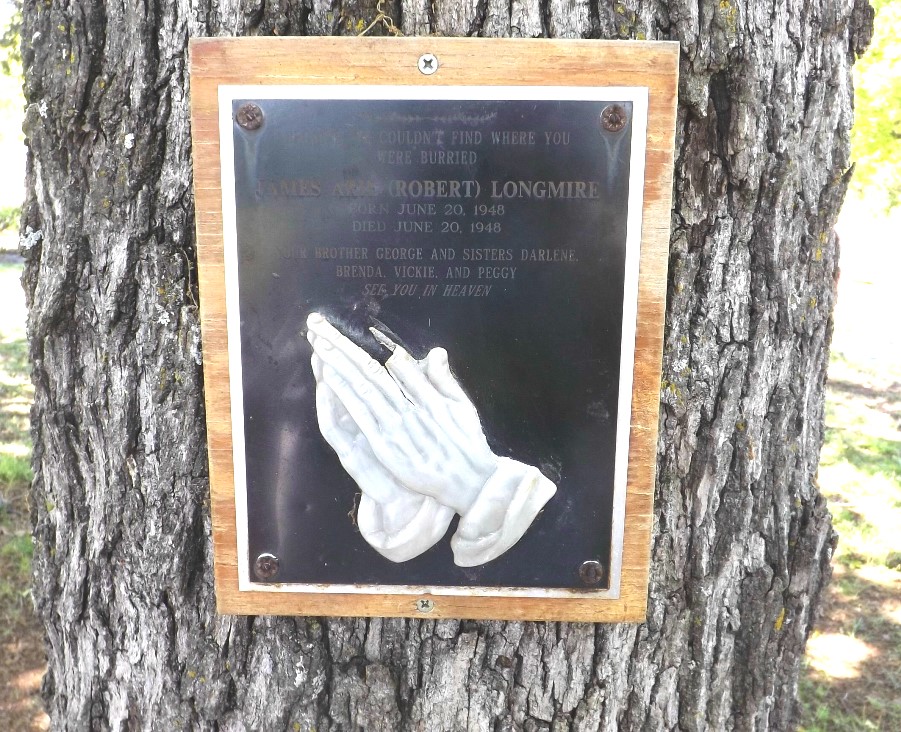 COULDN'T FIND WHERE YOU
WERE BURRIED
JAMES (ROBERT) LONGMIRE
BORN JUNE 20, 1948
DIED JUNE 20, 1948
YOUR BROTHER GEORGE AND SISTERS DARLENE,
BRENDA, VICKIE, AND PEGGY
SEE YOU IN HEAVEN